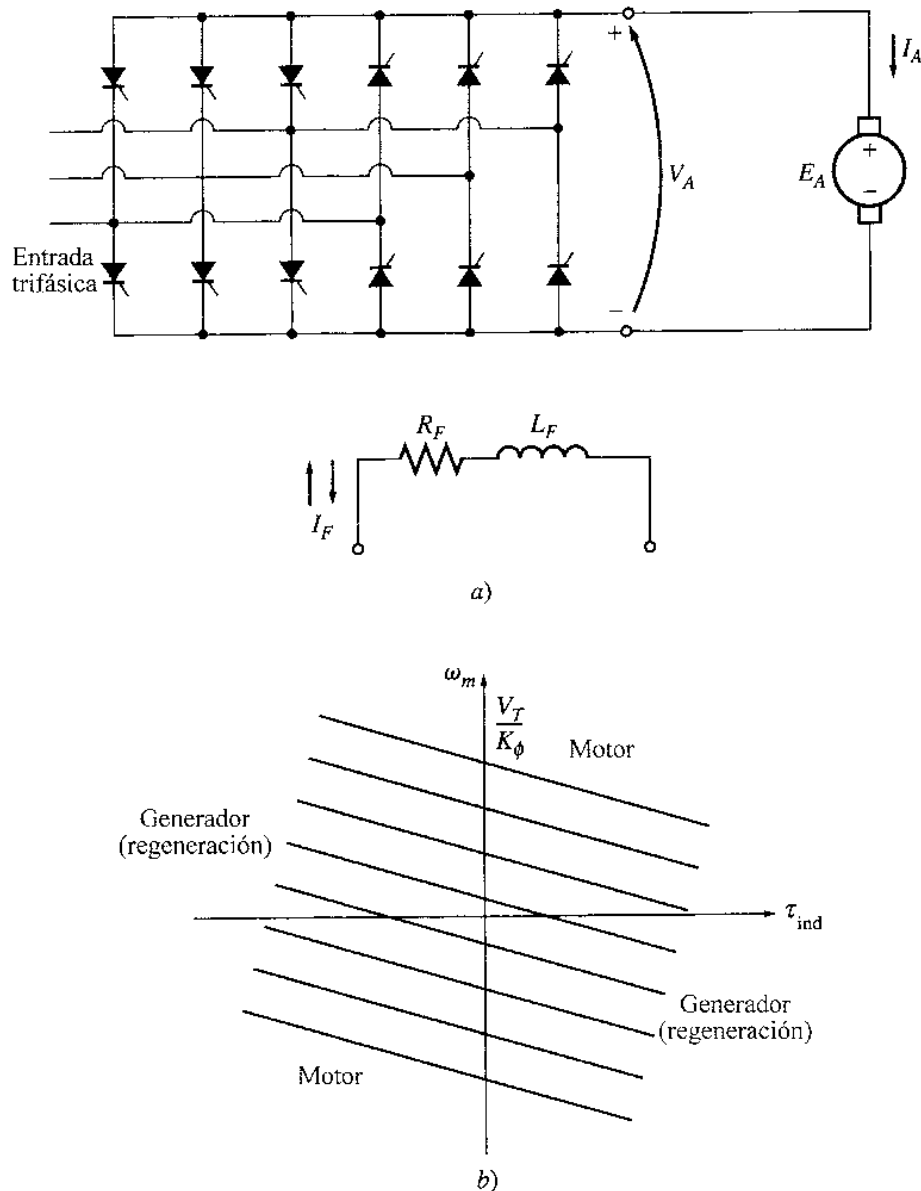 +
I_A
V_A
E_A
+
−
Entrada
trifásica
−
R_F
L_F
I_F
a)
ω_m
V_T
K_ϕ
Motor
Generador
(regeneración)
τ_ind
Generador
(regeneración)
Motor
b)